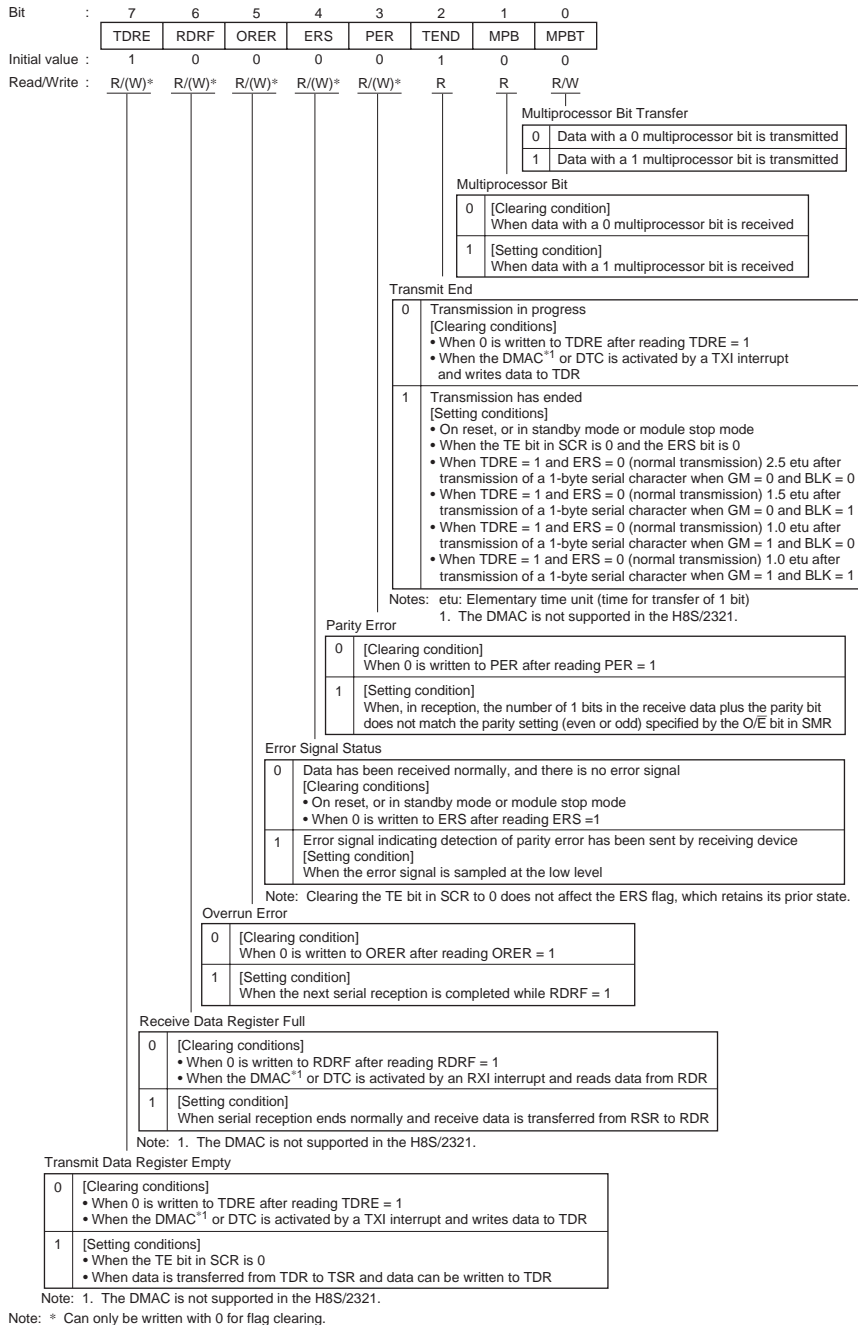 Bit : 7 6 5 4 3 2 1 0
TDRE RDRF ORER ERS PER TEND MPB MPBT
Initial value : 1 0 0 0 0 1 0 0
Read/Write : R/(W)* R/(W)* R/(W)* R/(W)* R/(W)* R R R/W
Multiprocessor Bit Transfer
0 Data with a 0 multiprocessor bit is transmitted
1 Data with a 1 multiprocessor bit is transmitted
Multiprocessor Bit
0 [Clearing condition]
When data with a 0 multiprocessor bit is received
1 [Setting condition]
When data with a 1 multiprocessor bit is received
Transmit End
0 Transmission in progress
[Clearing conditions]
• When 0 is written to TDRE after reading TDRE = 1
• When the DMAC*1 or DTC is activated by a TXI interrupt
and writes data to TDR
1 Transmission has ended
[Setting conditions]
• On reset, or in standby mode or module stop mode
• When the TE bit in SCR is 0 and the ERS bit is 0
• When TDRE = 1 and ERS = 0 (normal transmission) 2.5 etu after
transmission of a 1-byte serial character when GM = 0 and BLK = 0
• When TDRE = 1 and ERS = 0 (normal transmission) 1.5 etu after
transmission of a 1-byte serial character when GM = 0 and BLK = 1
• When TDRE = 1 and ERS = 0 (normal transmission) 1.0 etu after
transmission of a 1-byte serial character when GM = 1 and BLK = 0
• When TDRE = 1 and ERS = 0 (normal transmission) 1.0 etu after
transmission of a 1-byte serial character when GM = 1 and BLK = 1
Notes: etu: Elementary time unit (time for transfer of 1 bit)
1. The DMAC is not supported in the H8S/2321.
Parity Error
0 [Clearing condition]
When 0 is written to PER after reading PER = 1
1 [Setting condition]
When, in reception, the number of 1 bits in the receive data plus the parity bit
does not match the parity setting (even or odd) specified by the O/E̅ bit in SMR
Error Signal Status
0 Data has been received normally, and there is no error signal
[Clearing conditions]
• On reset, or in standby mode or module stop mode
• When 0 is written to ERS after reading ERS =1
1 Error signal indicating detection of parity error has been sent by receiving device
[Setting condition]
When the error signal is sampled at the low level
Note: Clearing the TE bit in SCR to 0 does not affect the ERS flag, which retains its prior state.
Overrun Error
0 [Clearing condition]
When 0 is written to ORER after reading ORER = 1
1 [Setting condition]
When the next serial reception is completed while RDRF = 1
Receive Data Register Full
0 [Clearing conditions]
• When 0 is written to RDRF after reading RDRF = 1
• When the DMAC*1 or DTC is activated by an RXI interrupt and reads data from RDR
1 [Setting condition]
When serial reception ends normally and receive data is transferred from RSR to RDR
Note: 1. The DMAC is not supported in the H8S/2321.
Transmit Data Register Empty
0 [Clearing conditions]
• When 0 is written to TDRE after reading TDRE = 1
• When the DMAC*1 or DTC is activated by a TXI interrupt and writes data to TDR
1 [Setting conditions]
• When the TE bit in SCR is 0
• When data is transferred from TDR to TSR and data can be written to TDR
Note: 1. The DMAC is not supported in the H8S/2321.
Note: * Can only be written with 0 for flag clearing.